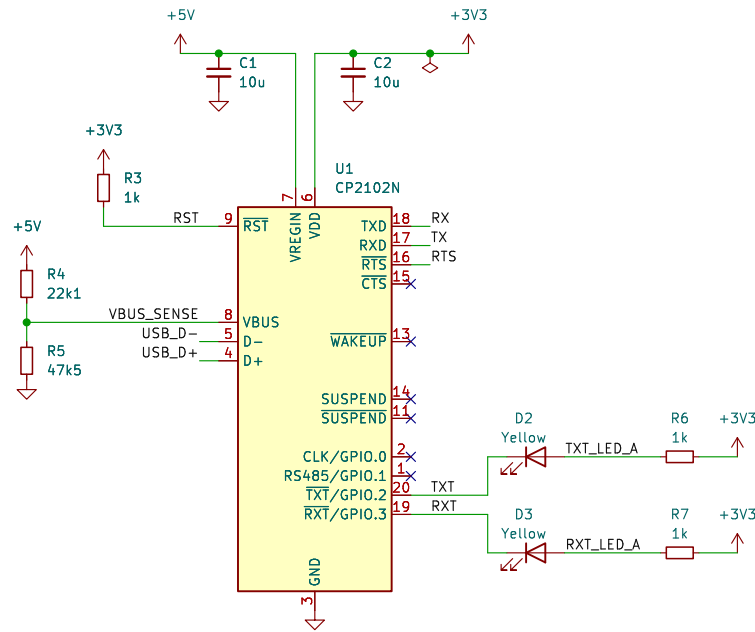 +5V
+3V3
C1
10u
C2
10u
+3V3
R3
1k
U1
CP2102N
7
6
VREGIN
VDD
RST
9
RST
+5V
R4
22k1
VBUS_SENSE
8
VBUS
USB_D-
5
D-
USB_D+
4
D+
R5
47k5
TXD
18
RX
RXD
17
TX
RTS
16
RTS
CTS
15
WAKEUP
13
SUSPEND
14
SUSPEND
11
CLK/GPIO.0
2
RS485/GPIO.1
1
TXT/GPIO.2
20
TXT
RXT/GPIO.3
19
RXT
D2
Yellow
TXT_LED_A
R6
1k
+3V3
D3
Yellow
RXT_LED_A
R7
1k
+3V3
GND
3